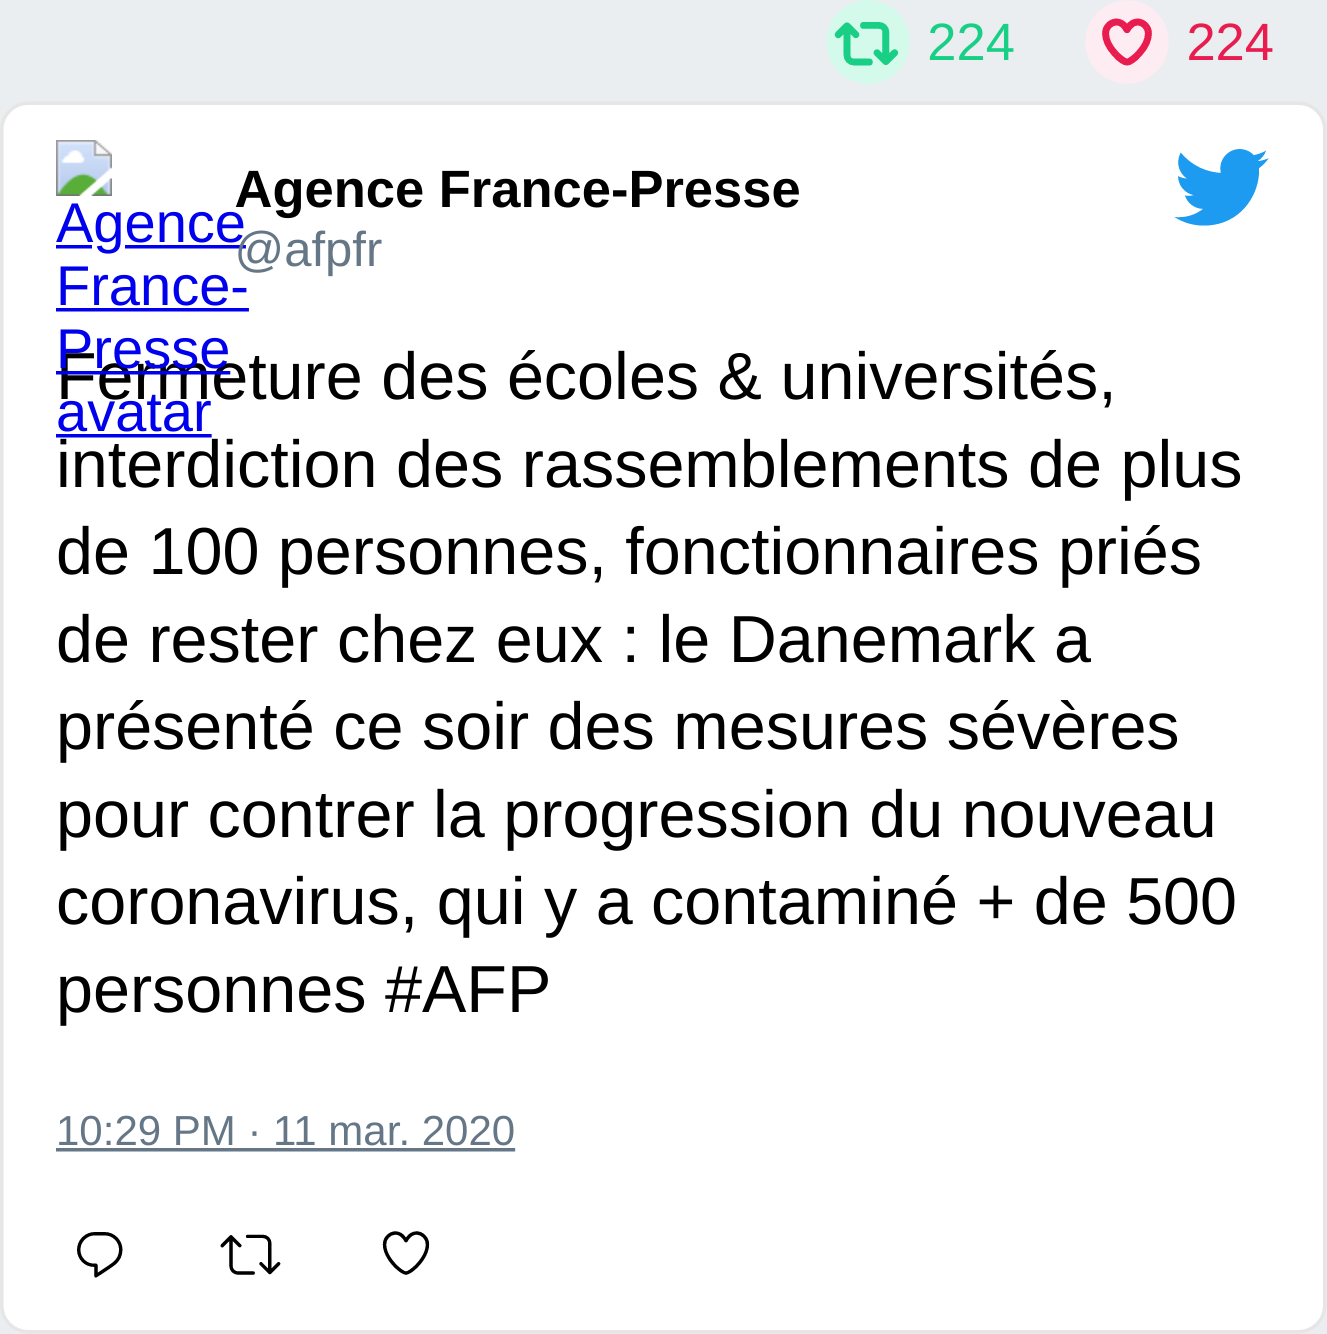 224 224
Agence France-Presse
@afpfr
Agence
France-
Presse
avatar
Fermeture des écoles & universités,
interdiction des rassemblements de plus
de 100 personnes, fonctionnaires priés
de rester chez eux : le Danemark a
présenté ce soir des mesures sévères
pour contrer la progression du nouveau
coronavirus, qui y a contaminé + de 500
personnes #AFP
10:29 PM · 11 mar. 2020